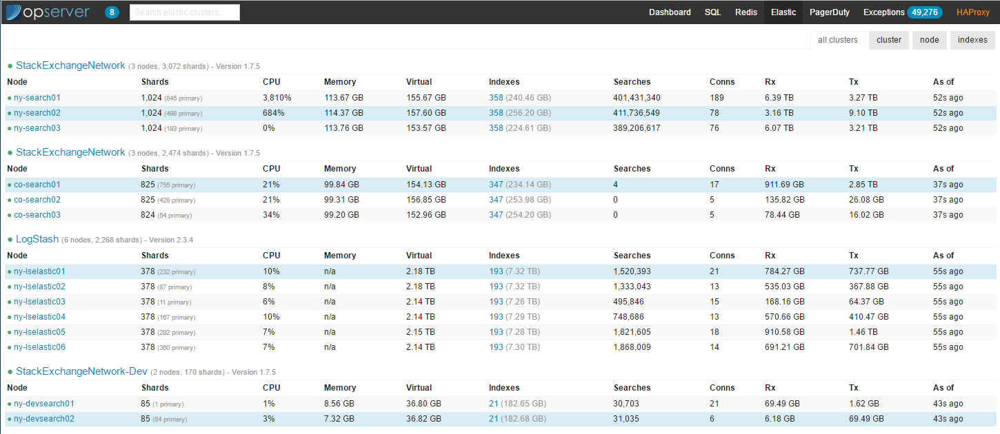 opserver 8 Search elastic clusters... Dashboard SQL Redis Elastic PagerDuty Exceptions 49,276 HAProxy
all clusters cluster node indexes
StackExchangeNetwork (3 nodes, 3,072 shards) - Version 1.7.5
Node Shards CPU Memory Virtual Indexes Searches Conns Rx Tx As of
ny-search01 1,024 (845 primary) 3,810% 113.67 GB 155.67 GB 358 (240.46 GB) 401,431,340 189 6.39 TB 3.27 TB 52s ago
ny-search02 1,024 (498 primary) 684% 114.37 GB 157.60 GB 358 (256.20 GB) 411,736,549 78 3.16 TB 9.10 TB 52s ago
ny-search03 1,024 (193 primary) 0% 113.76 GB 153.57 GB 358 (224.61 GB) 389,206,617 76 6.07 TB 3.21 TB 52s ago
StackExchangeNetwork (3 nodes, 2,474 shards) - Version 1.7.5
Node Shards CPU Memory Virtual Indexes Searches Conns Rx Tx As of
co-search01 825 (755 primary) 21% 99.84 GB 154.13 GB 347 (234.14 GB) 4 17 911.69 GB 2.85 TB 37s ago
co-search02 825 (428 primary) 21% 99.31 GB 156.85 GB 347 (253.98 GB) 0 5 135.82 GB 26.08 GB 37s ago
co-search03 824 (54 primary) 34% 99.20 GB 152.96 GB 347 (254.20 GB) 0 5 78.44 GB 16.02 GB 37s ago
LogStash (6 nodes, 2,268 shards) - Version 2.3.4
Node Shards CPU Memory Virtual Indexes Searches Conns Rx Tx As of
ny-lselastic01 378 (232 primary) 10% n/a 2.18 TB 193 (7.32 TB) 1,520,393 21 784.27 GB 737.77 GB 55s ago
ny-lselastic02 378 (87 primary) 8% n/a 2.18 TB 193 (7.32 TB) 1,333,043 13 535.03 GB 367.88 GB 55s ago
ny-lselastic03 378 (11 primary) 6% n/a 2.14 TB 193 (7.26 TB) 495,846 15 168.16 GB 64.37 GB 55s ago
ny-lselastic04 378 (167 primary) 10% n/a 2.14 TB 193 (7.29 TB) 748,686 13 570.66 GB 410.47 GB 55s ago
ny-lselastic05 378 (292 primary) 7% n/a 2.15 TB 193 (7.28 TB) 1,821,605 18 910.58 GB 1.46 TB 55s ago
ny-lselastic06 378 (360 primary) 7% n/a 2.14 TB 193 (7.30 TB) 1,868,009 14 691.21 GB 701.84 GB 55s ago
StackExchangeNetwork-Dev (2 nodes, 170 shards) - Version 1.7.5
Node Shards CPU Memory Virtual Indexes Searches Conns Rx Tx As of
ny-devsearch01 85 (1 primary) 1% 8.56 GB 36.80 GB 21 (182.65 GB) 30,703 21 69.49 GB 1.62 GB 43s ago
ny-devsearch02 85 (84 primary) 3% 7.32 GB 36.82 GB 21 (182.68 GB) 31,035 6 6.18 GB 69.49 GB 43s ago